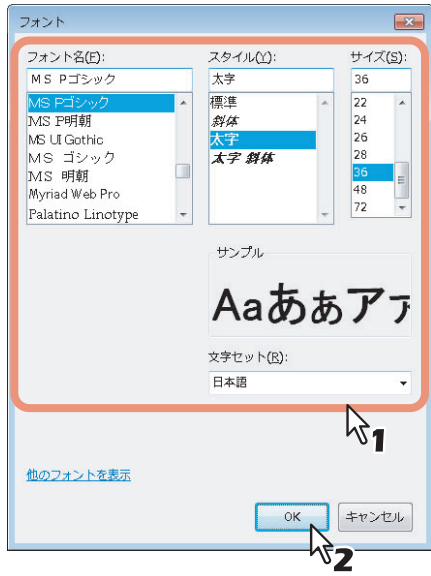 フォント
フォント名(F):
MS Pゴシック
MS Pゴシック
MS P明朝
MS UI Gothic
MS ゴシック
MS 明朝
Myriad Web Pro
Palatino Linotype
スタイル(Y):
太字
標準
斜体
太字
太字 斜体
サイズ(S):
36
22
24
26
28
36
48
72
サンプル
Aaあぁアァ
文字セット(R):
日本語
1
他のフォントを表示
OK
キャンセル
2